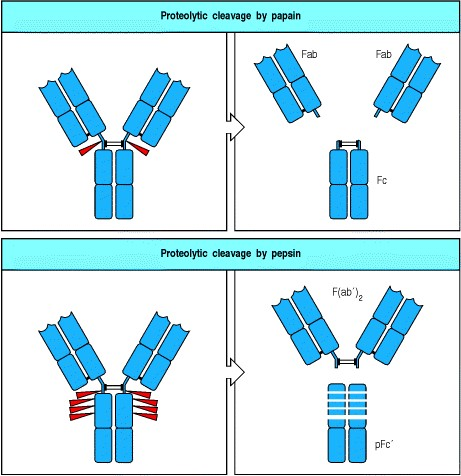 Proteolytic cleavage by papain
Fab
Fab
Fc
Proteolytic cleavage by pepsin
F(ab´)2
pFc´